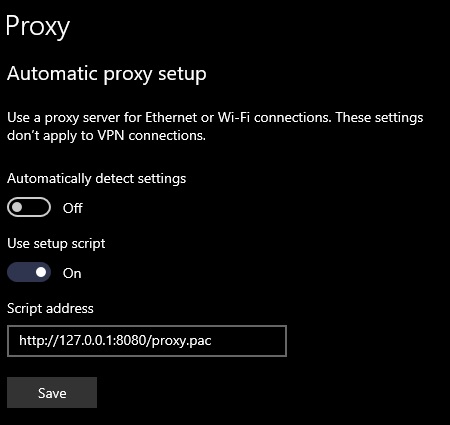 Proxy
Automatic proxy setup
Use a proxy server for Ethernet or Wi-Fi connections. These settings
don't apply to VPN connections.
Automatically detect settings
Off
Use setup script
On
Script address
http://127.0.0.1:8080/proxy.pac
Save